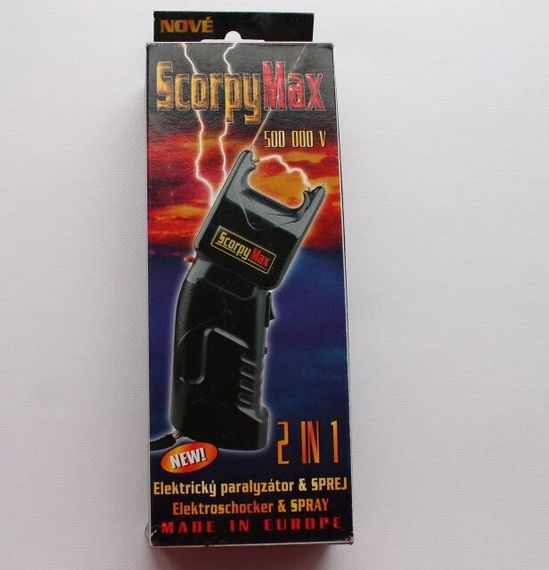 NOVÉ
ScorpyMax
500 000 V
ScorpyMax
2 IN 1
NEW!
Elektrický paralyzátor & SPREJ
Elektroschocker & SPRAY
MADE IN EUROPE